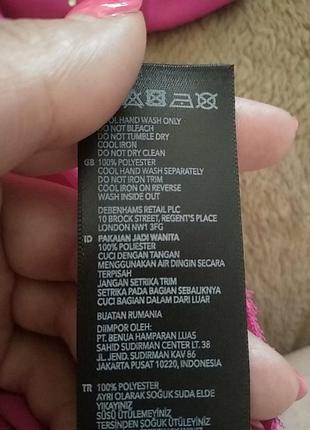 COOL HAND WASH ONLY
DO NOT BLEACH
DO NOT TUMBLE DRY
COOL IRON
DO NOT DRY CLEAN
GB 100% POLYESTER
COOL HAND WASH SEPARATELY
DO NOT IRON TRIM
COOL IRON ON REVERSE
WASH INSIDE OUT
DEBENHAMS RETAIL PLC
10 BROCK STREET, REGENT'S PLACE
LONDON NW1 3FG
ID PAKAIAN JADI WANITA
100% POLIESTER
CUCI DENGAN TANGAN
MENGGUNAKAN AIR DINGIN SECARA
TERPISAH
JANGAN SETRIKA TRIM
SETRIKA PADA BAGIAN SEBALIKNYA
CUCI BAGIAN DALAM DARI LUAR
BUATAN RUMANIA
DIIMPOR OLEH:
PT. BENUA HAMPARAN LUAS
SAHID SUDIRMAN CENTER LT. 38
JL. JEND. SUDIRMAN KAV 86
JAKARTA PUSAT 10220, INDONESIA
TR 100% POLYESTER
AYRI OLARAK SOĞUK SUDA ELDE
YIKAYINIZ
SÜSÜ ÜTÜLEMEYİNİZ
TERSİNDEN SOĞUK ÜTÜLEYİNİZ